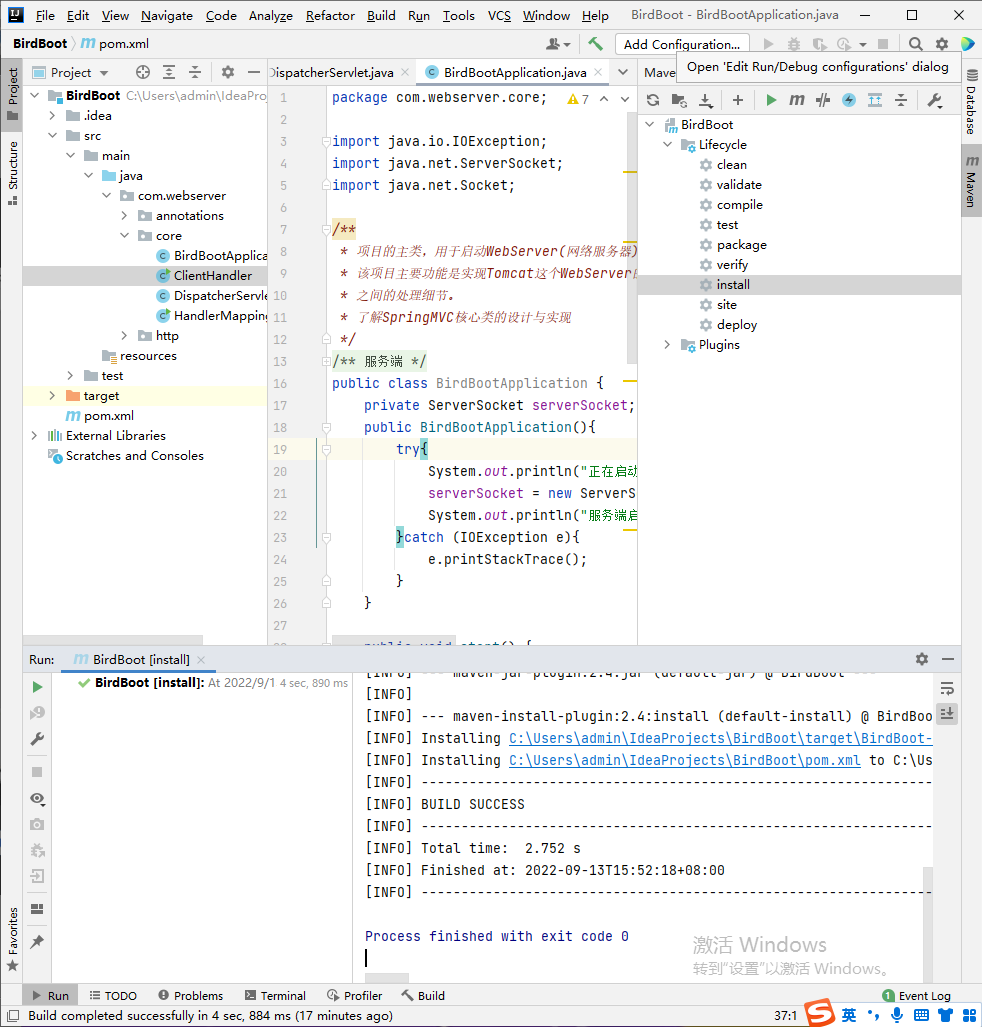 File Edit View Navigate Code Analyze Refactor Build Run Tools VCS Window Help BirdBoot - BirdBootApplication.java
BirdBoot pom.xml
Add Configuration...
Open 'Edit Run/Debug configurations' dialog
Project
Structure
Favorites
Database
Maven
Project
BirdBoot C:\Users\admin\IdeaPro
.idea
src
main
java
com.webserver
annotations
core
BirdBootApplica
ClientHandler
DispatcherServle
HandlerMapping
http
resources
test
target
pom.xml
External Libraries
Scratches and Consoles
DispatcherServlet.java BirdBootApplication.java
7
1 package com.webserver.core;
2
3 import java.io.IOException;
4 import java.net.ServerSocket;
5 import java.net.Socket;
6
7 /**
8 * 项目的主类，用于启动WebServer(网络服务器)
9 * 该项目主要功能是实现Tomcat这个WebServer
10 * 之间的处理细节。
11 * 了解SpringMVC核心类的设计与实现
12 */
13 /** 服务端 */
16 public class BirdBootApplication {
17 private ServerSocket serverSocket;
18 public BirdBootApplication(){
19 try{
20 System.out.println("正在启动
21 serverSocket = new ServerS
22 System.out.println("服务端启
23 }catch (IOException e){
24 e.printStackTrace();
25 }
26 }
27
28 public void start() {
Maven
BirdBoot
Lifecycle
clean
validate
compile
test
package
verify
install
site
deploy
Plugins
Run: BirdBoot [install]
BirdBoot [install]: At 2022/9/1 4 sec, 890 ms
[INFO] --- maven-jar-plugin:2.4:jar (default-jar) @ BirdBoot ---
[INFO]
[INFO] --- maven-install-plugin:2.4:install (default-install) @ BirdBoo
[INFO] Installing C:\Users\admin\IdeaProjects\BirdBoot\target\BirdBoot-
[INFO] Installing C:\Users\admin\IdeaProjects\BirdBoot\pom.xml to C:\Us
[INFO] ----------------------------------------------------------------
[INFO] BUILD SUCCESS
[INFO] ----------------------------------------------------------------
[INFO] Total time:  2.752 s
[INFO] Finished at: 2022-09-13T15:52:18+08:00
[INFO] ----------------------------------------------------------------
Process finished with exit code 0
激活 Windows
转到“设置”以激活 Windows。
Run TODO Problems Terminal Profiler Build 1 Event Log
Build completed successfully in 4 sec, 884 ms (17 minutes ago) 37:1 S 英